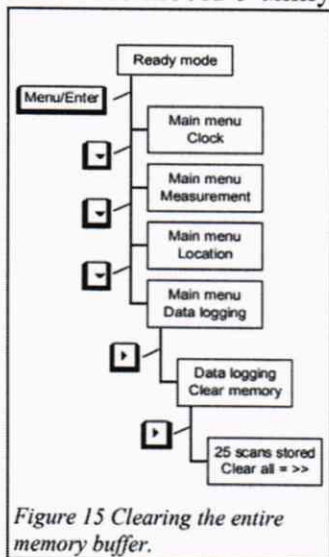 Ready mode
Menu/Enter
Main menu
Clock
Main menu
Measurement
Main menu
Location
Main menu
Data logging
Data logging
Clear memory
25 scans stored
Clear all = >>
Figure 15 Clearing the entire
memory buffer.